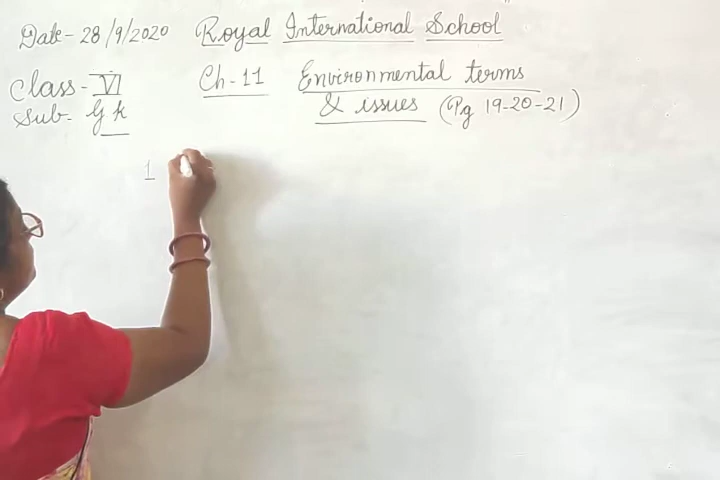 Date - 28/9/2020 Royal International School
Class - VI Ch-11 Environmental terms
Sub - G K & issues (Pg 19-20-21)
1